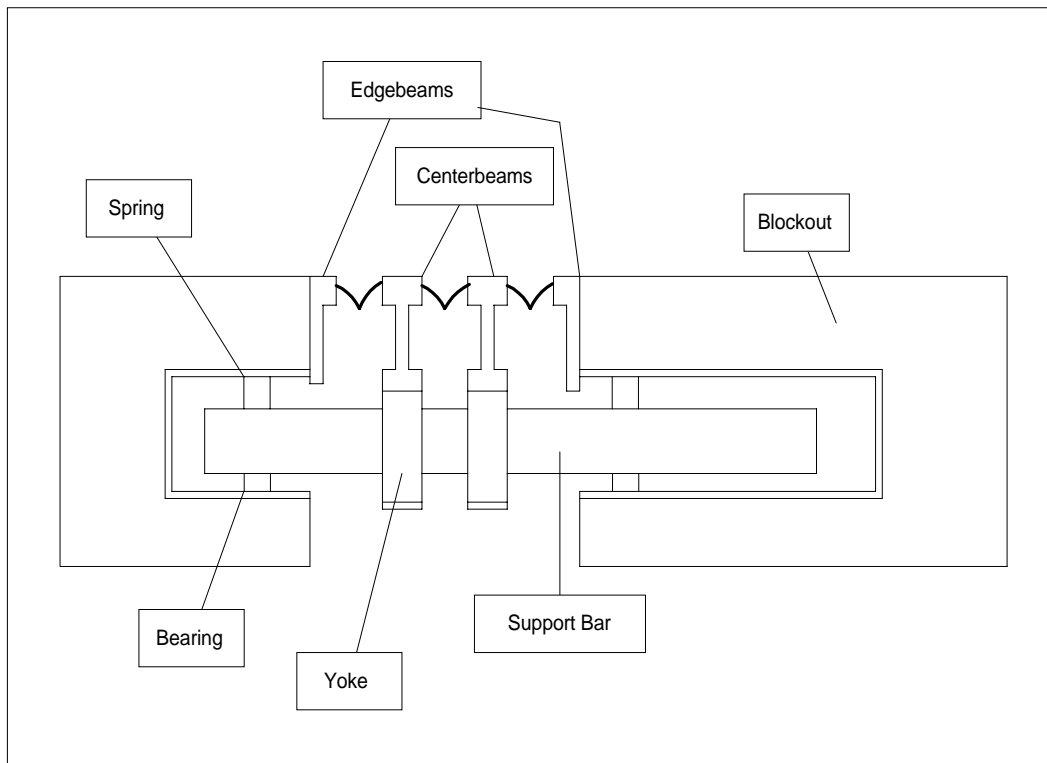 Edgebeams
Centerbeams
Spring
Blockout
Support Bar
Bearing
Yoke